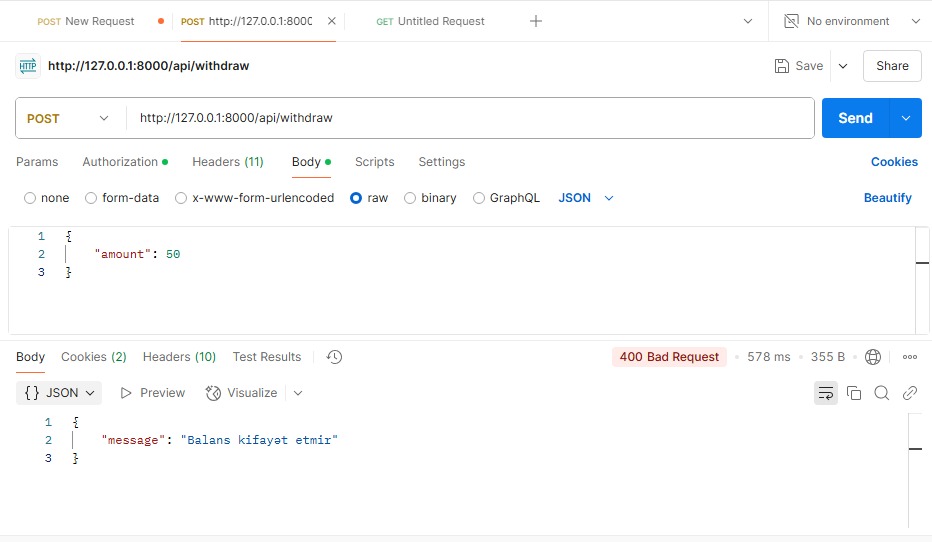 POST New Request POST http://127.0.0.1:8000 GET Untitled Request No environment
HTTP http://127.0.0.1:8000/api/withdraw Save Share
POST http://127.0.0.1:8000/api/withdraw Send
Params Authorization Headers (11) Body Scripts Settings Cookies
none form-data x-www-form-urlencoded raw binary GraphQL JSON Beautify
1 {
2 "amount": 50
3 }
Body Cookies (2) Headers (10) Test Results 400 Bad Request 578 ms 355 B
{} JSON Preview Visualize
1 {
2 "message": "Balans kifayət etmir"
3 }